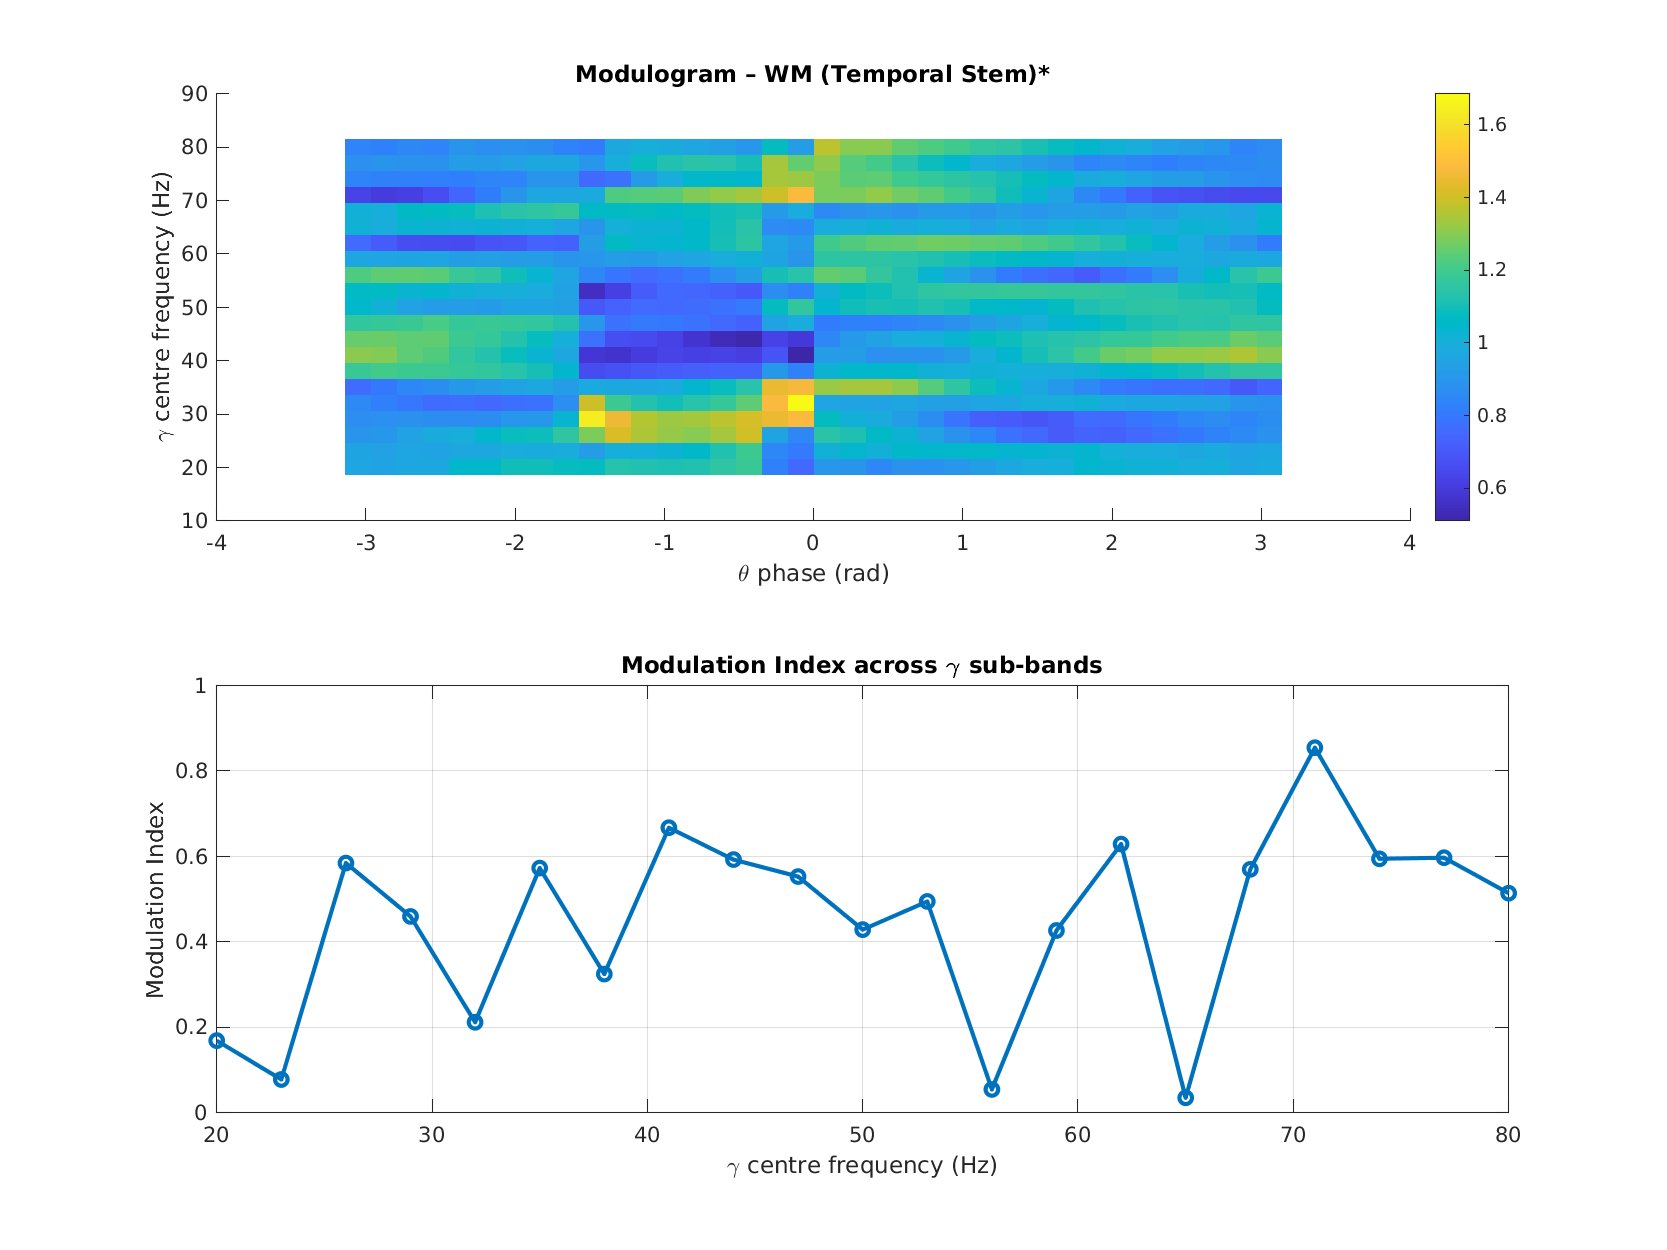 Modulogram – WM (Temporal Stem)*
90
80
70
60
50
40
30
20
10
γ centre frequency (Hz)
-4 -3 -2 -1 0 1 2 3 4
θ phase (rad)
1.6
1.4
1.2
1
0.8
0.6
Modulation Index across γ sub-bands
1
0.8
0.6
0.4
0.2
0
Modulation Index
20 30 40 50 60 70 80
γ centre frequency (Hz)